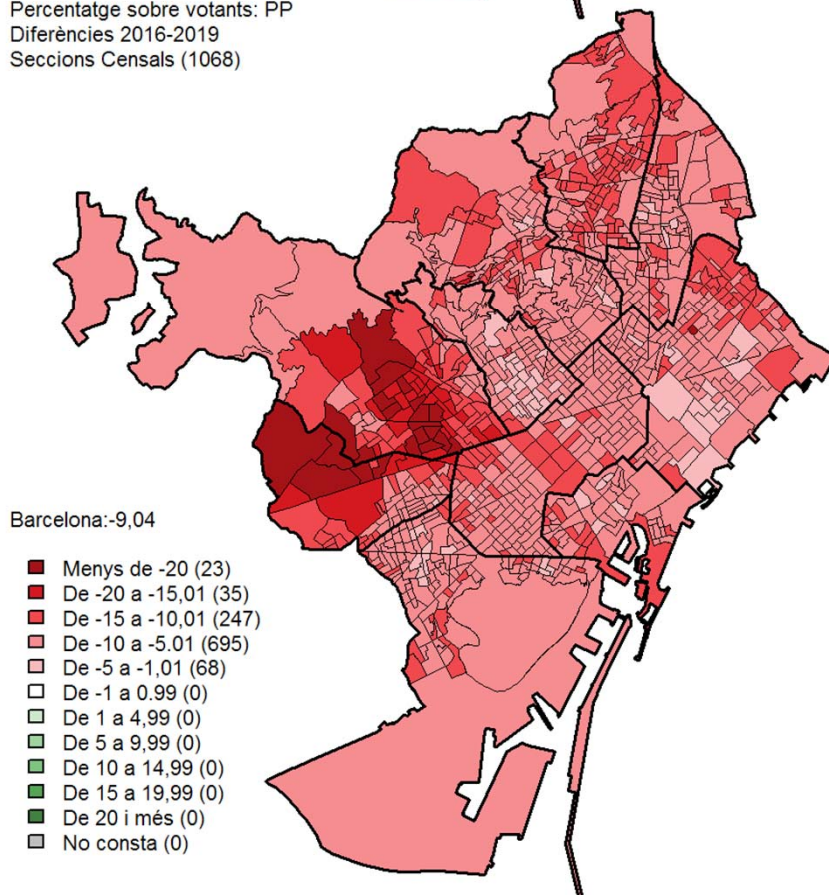 Percentatge sobre votants: PP
Diferències 2016-2019
Seccions Censals (1068)
Barcelona:-9,04
Menys de -20 (23)
De -20 a -15,01 (35)
De -15 a -10,01 (247)
De -10 a -5.01 (695)
De -5 a -1,01 (68)
De -1 a 0.99 (0)
De 1 a 4,99 (0)
De 5 a 9,99 (0)
De 10 a 14,99 (0)
De 15 a 19,99 (0)
De 20 i més (0)
No consta (0)